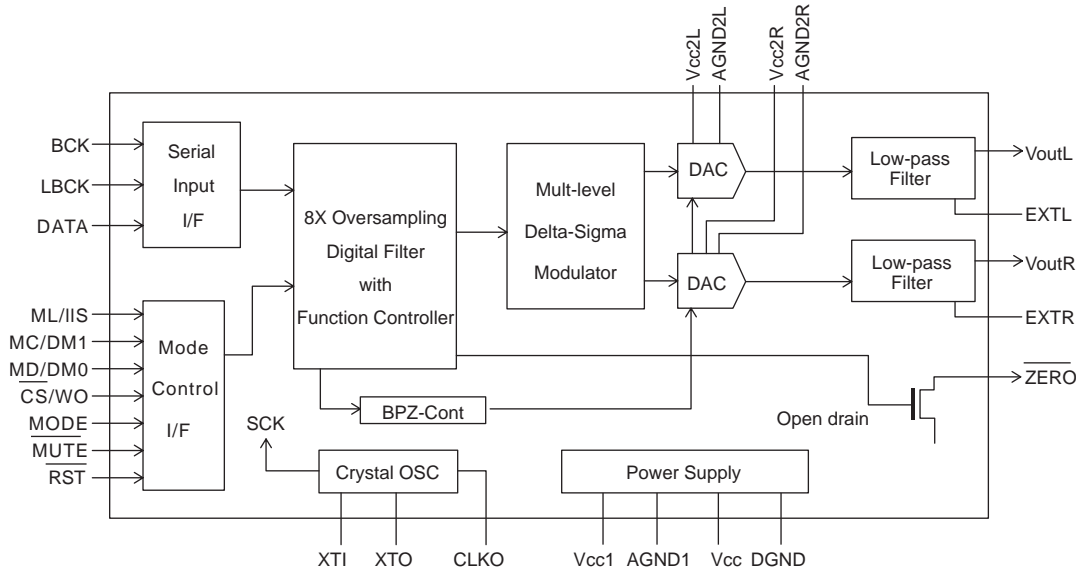 Vcc2L
AGND2L
Vcc2R
AGND2R
BCK
LBCK
DATA
Serial
Input
I/F
8X Oversampling
Digital Filter
with
Function Controller
Mult-level
Delta-Sigma
Modulator
DAC
DAC
Low-pass
Filter
Low-pass
Filter
VoutL
EXTL
VoutR
EXTR
ZERO
ML/IIS
MC/DM1
MD/DM0
CS/WO
MODE
MUTE
RST
Mode
Control
I/F
BPZ-Cont
Open drain
SCK
Crystal OSC
Power Supply
XTI
XTO
CLKO
Vcc1
AGND1
Vcc
DGND